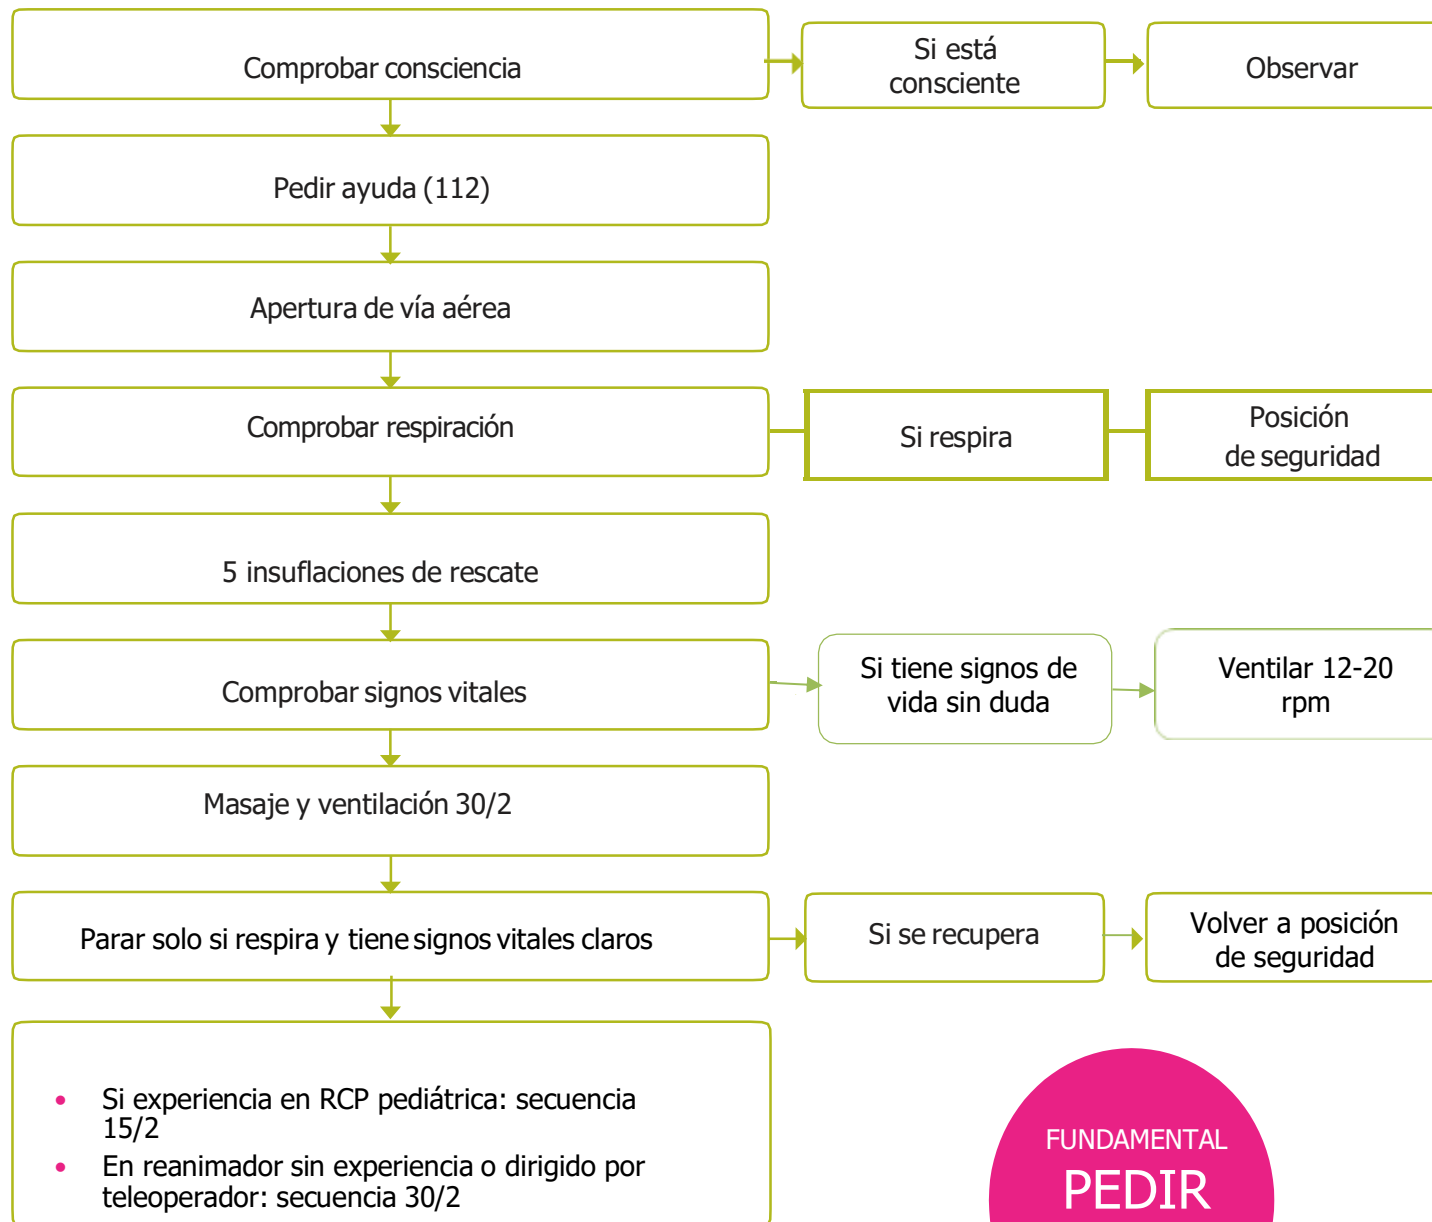 Comprobar consciencia
Si está
consciente
Observar
Pedir ayuda (112)
Apertura de vía aérea
Comprobar respiración
Si respira
Posición
de seguridad
5 insuflaciones de rescate
Comprobar signos vitales
Si tiene signos de
vida sin duda
Ventilar 12-20
rpm
Masaje y ventilación 30/2
Parar solo si respira y tiene signos vitales claros
Si se recupera
Volver a posición
de seguridad
• Si experiencia en RCP pediátrica: secuencia
15/2
• En reanimador sin experiencia o dirigido por
teleoperador: secuencia 30/2
FUNDAMENTAL
PEDIR